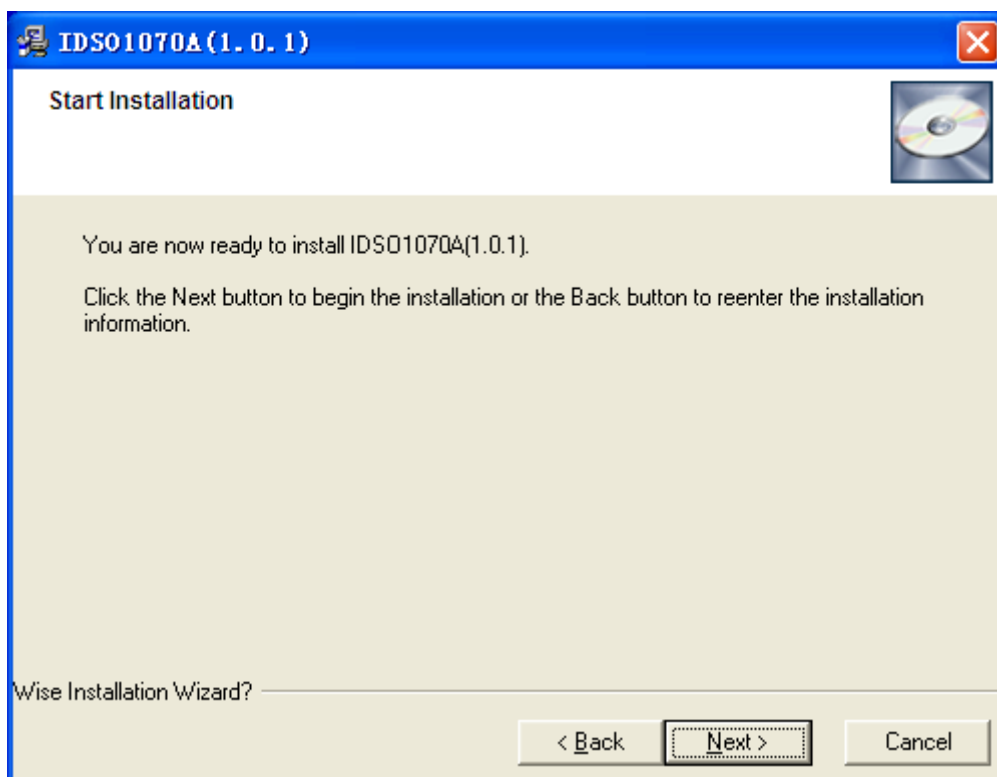 IDSO1070A(1.0.1)
Start Installation
You are now ready to install IDSO1070A(1.0.1).
Click the Next button to begin the installation or the Back button to reenter the installation
information.
Wise Installation Wizard?
< Back
Next >
Cancel